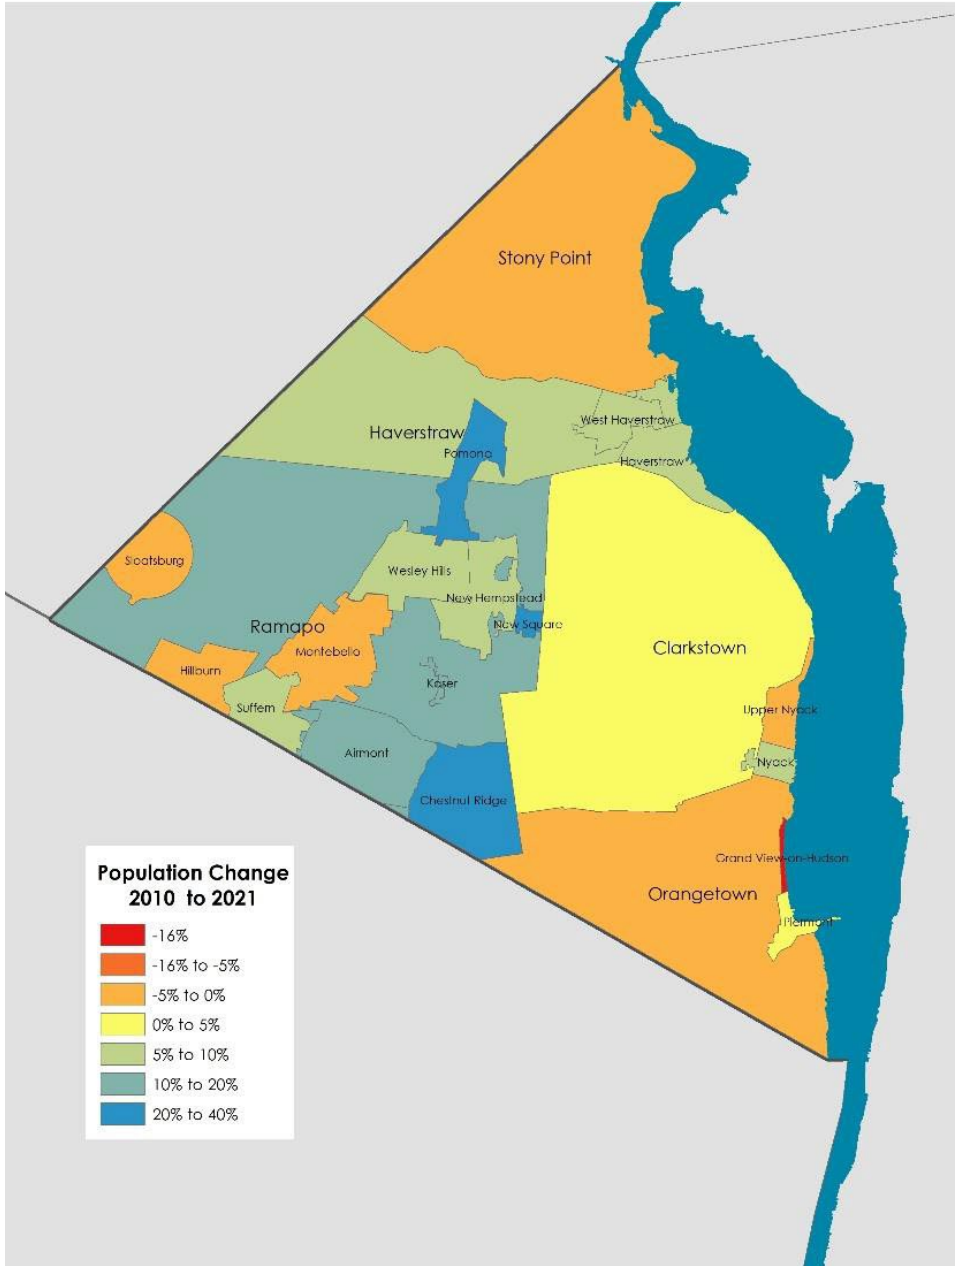 Stony Point
West Haverstraw
Haverstraw
Pomona
Haverstraw
Sloatsburg
Wesley Hills
New Hempstead
New Square
Ramapo
Montebello
Clarkstown
Hillburn
Kaser
Suffern
Upper Nyack
Airmont
Nyack
Chestnut Ridge
Grand View-on-Hudson
Orangetown
Piermont
Population Change
2010 to 2021
-16%
-16% to -5%
-5% to 0%
0% to 5%
5% to 10%
10% to 20%
20% to 40%